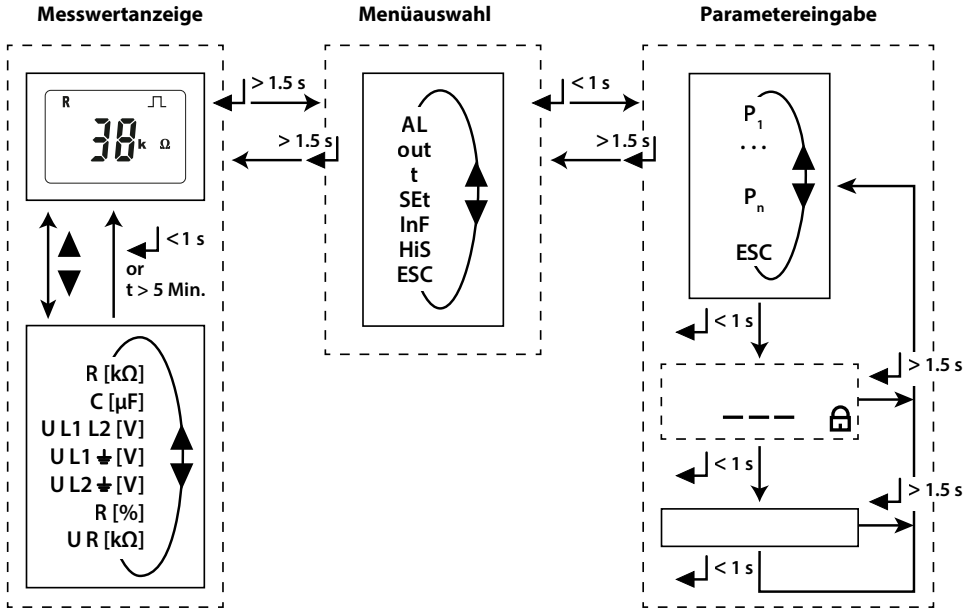 Messwertanzeige
R
38 k Ω
< 1 s
or
t > 5 Min.
R [kΩ]
C [µF]
U L1 L2 [V]
U L1 ⏚ [V]
U L2 ⏚ [V]
R [%]
U R [kΩ]
> 1.5 s
> 1.5 s
Menüauswahl
AL
out
t
SEt
InF
HiS
ESC
< 1 s
> 1.5 s
Parametereingabe
P1
...
Pn
ESC
< 1 s
> 1.5 s
– – –
< 1 s
> 1.5 s
< 1 s